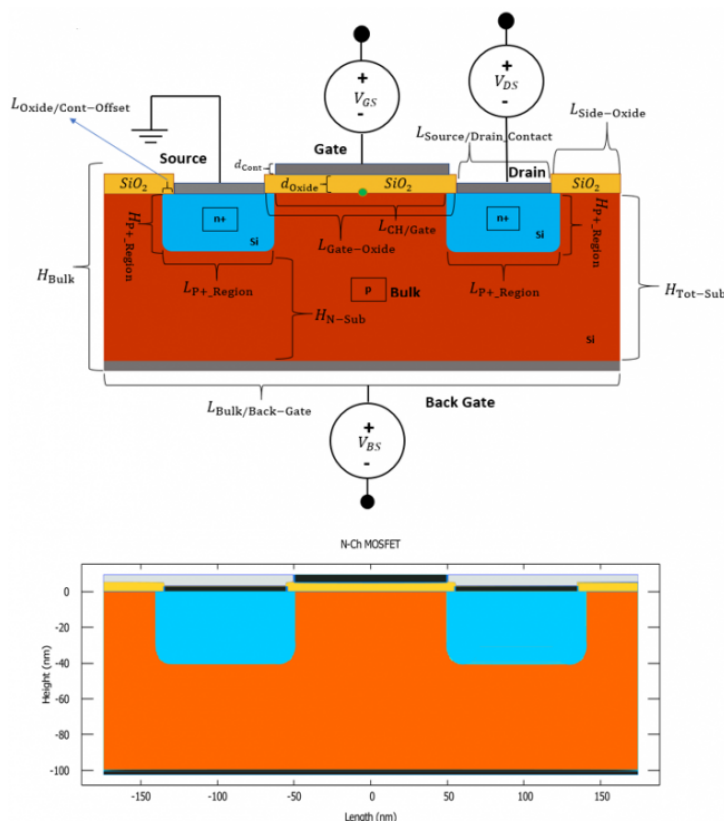 +
V_GS
-
+
V_DS
-
L_Oxide/Cont−Offset
L_Source/Drain_Contact
L_Side−Oxide
Source
Gate
Drain
d_Cont
SiO₂
d_Oxide
SiO₂
SiO₂
n+
Si
H_P+_Region
L_CH/Gate
L_Gate−Oxide
n+
Si
H_P+_Region
H_Bulk
L_P+_Region
p
Bulk
L_P+_Region
H_N−Sub
H_Tot−Sub
Si
L_Bulk/Back−Gate
Back Gate
+
V_BS
-
N-Ch MOSFET
0
-20
-40
-60
-80
-100
Height (nm)
-150
-100
-50
0
50
100
150
Length (nm)